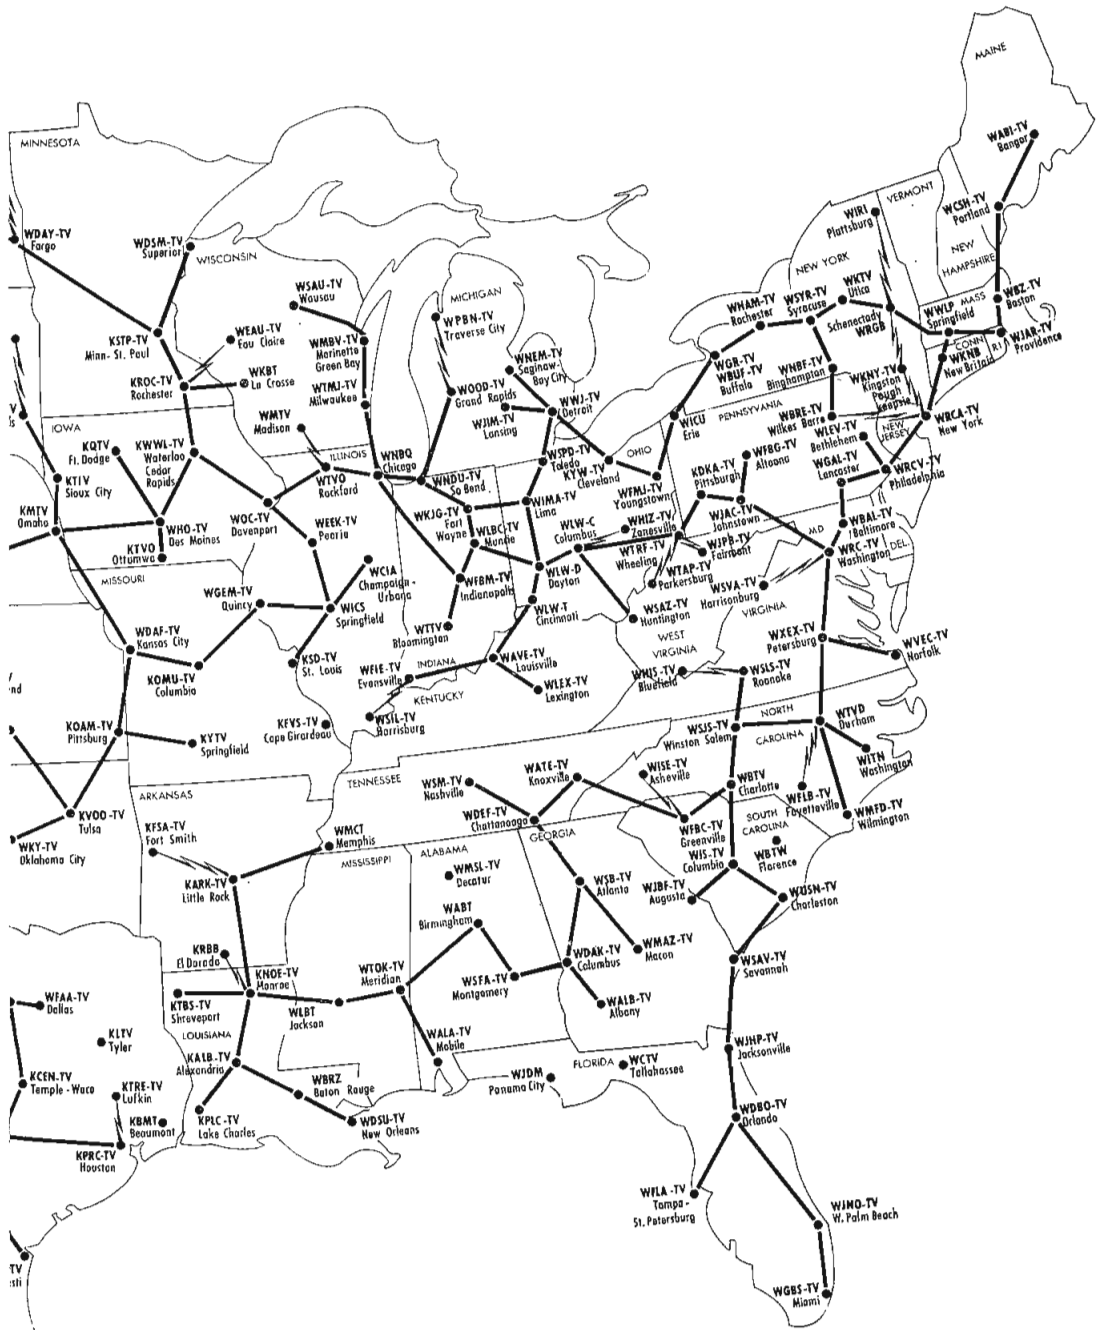 MAINE
WABI-TV
Bangor
MINNESOTA
VERMONT
WIRI
Plattsburg
WCSH-TV
Portland
NEW
HAMPSHIRE
WDAY-TV
Fargo
WDSM-TV
Superior
WISCONSIN
NEW YORK
WKTV
Utica
WSYR-TV
Syracuse
WHAM-TV
Rochester
Schenectady
WRGB
WBZ-TV
Boston
MASS
WWLP
Springfield
WJAR-TV
Providence
CONN
RI
WKNB
New Britain
WSAU-TV
Wausau
MICHIGAN
WPBN-TV
Traverse City
KSTP-TV
Minn- St. Paul
WEAU-TV
Eau Claire
WMBV-TV
Marinette
Green Bay
WNEM-TV
Saginaw-
Bay City
WGR-TV
WBUF-TV
Buffalo
WNBF-TV
Binghampton
WKNY-TV
Kingston
Pough
keepsie
KROC-TV
Rochester
WKBT
La Crosse
WTMJ-TV
Milwaukee
WOOD-TV
Grand Rapids
WJIM-TV
Lansing
WWJ-TV
Detroit
WICU
Erie
PENNSYLVANIA
WBRE-TV
Wilkes Barre
WRCA-TV
New York
NEW
JERSEY
IOWA
WMTV
Madison
KQTV
Ft. Dodge
KWWL-TV
Waterloo
Cedar
Rapids
ILLINOIS
WTVO
Rockford
WNBQ
Chicago
WNDU-TV
So Bend
WSPD-TV
Toledo
OHIO
KYW-TV
Cleveland
WFMJ-TV
Youngstown
KDKA-TV
Pittsburgh
WFBG-TV
Altoona
WLEV-TV
Bethlehem
WGAL-TV
Lancaster
WRCV-TV
Philadelphia
KTIV
Sioux City
KMTV
Omaha
WHO-TV
Des Moines
WOC-TV
Davenport
WEEK-TV
Peoria
WKJG-TV
Fort
Wayne
WIMA-TV
Lima
WLBC-TV
Muncie
WLW-C
Columbus
WHIZ-TV
Zanesville
WJAC-TV
Johnstown
MD
WBAL-TV
Baltimore
DEL
KTVO
Ottumwa
WTRF-TV
Wheeling
WJPB-TV
Fairmont
WRC-TV
Washington
MISSOURI
WCIA
Champaign -
Urbana
WFBM-TV
Indianapolis
WLW-D
Dayton
WTAP-TV
Parkersburg
WSVA-TV
Harrisonburg
VIRGINIA
WGEM-TV
Quincy
WICS
Springfield
WTTV
Bloomington
WLW-T
Cincinnati
WSAZ-TV
Huntington
WEST
VIRGINIA
WXEX-TV
Petersburg
WVEC-TV
Norfolk
WDAF-TV
Kansas City
KOMU-TV
Columbia
KSD-TV
St. Louis
WFIE-TV
Evansville
INDIANA
WAVE-TV
Louisville
WLEX-TV
Lexington
KENTUCKY
WHIS-TV
Bluefield
WSLS-TV
Roanoke
KOAM-TV
Pittsburg
KYTV
Springfield
KFVS-TV
Cape Girardeau
WSIL-TV
Harrisburg
WSJS-TV
Winston Salem
NORTH
CAROLINA
WTVD
Durham
WITN
Washington
ARKANSAS
TENNESSEE
WSM-TV
Nashville
WATE-TV
Knoxville
WISE-TV
Asheville
WBTV
Charlotte
WFLB-TV
Fayetteville
WMFD-TV
Wilmington
KVOO-TV
Tulsa
KFSA-TV
Fort Smith
WMCT
Memphis
WDEF-TV
Chattanooga
GEORGIA
WFBC-TV
Greenville
SOUTH
CAROLINA
WBTW
Florence
WKY-TV
Oklahoma City
KARK-TV
Little Rock
MISSISSIPPI
ALABAMA
WMSL-TV
Decatur
WSB-TV
Atlanta
WIS-TV
Columbia
WJBF-TV
Augusta
WUSN-TV
Charleston
WABT
Birmingham
WMAZ-TV
Macon
KRBB
El Dorado
KNOE-TV
Monroe
WTOK-TV
Meridian
WSFA-TV
Montgomery
WDAK-TV
Columbus
WSAV-TV
Savannah
WFAA-TV
Dallas
KTBS-TV
Shreveport
WLBT
Jackson
WALB-TV
Albany
LOUISIANA
KLTV
Tyler
WALA-TV
Mobile
WJHP-TV
Jacksonville
KCEN-TV
Temple - Waco
KTRE-TV
Lufkin
KALB-TV
Alexandria
WBRZ
Baton Rouge
WJDM
Panama City
FLORIDA
WCTV
Tallahassee
KBMT
Beaumont
KPLC-TV
Lake Charles
WDSU-TV
New Orleans
WDBO-TV
Orlando
KPRC-TV
Houston
WFLA-TV
Tampa -
St. Petersburg
WJNO-TV
W. Palm Beach
TV
WGBS-TV
Miami